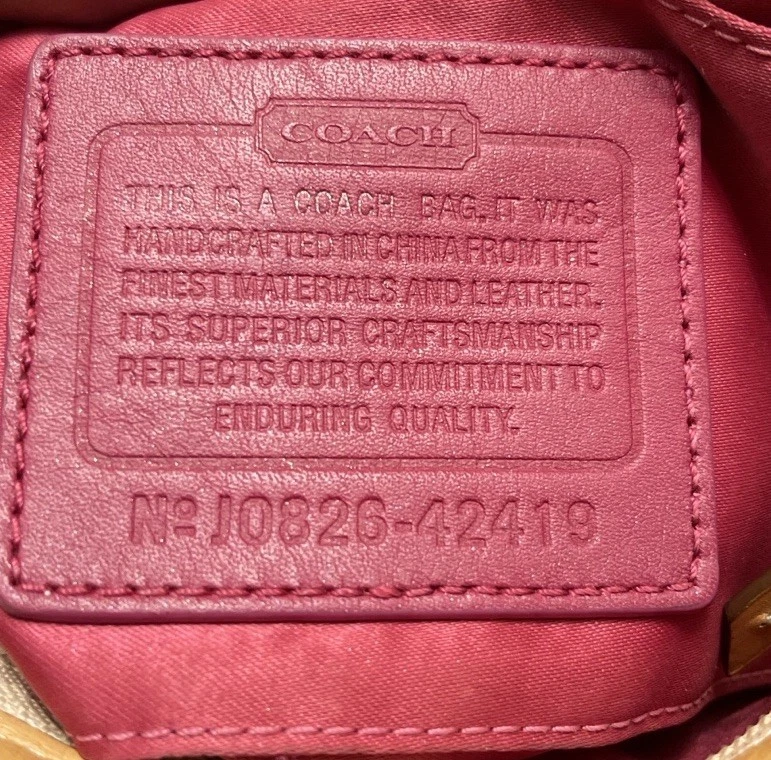 COACH
THIS IS A COACH BAG. IT WAS
HANDCRAFTED IN CHINA FROM THE
FINEST MATERIALS AND LEATHER.
ITS SUPERIOR CRAFTSMANSHIP
REFLECTS OUR COMMITMENT TO
ENDURING QUALITY.
Nº J0826-42419